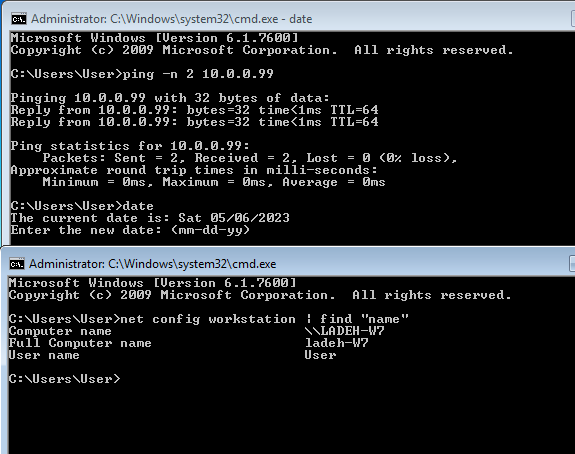 Administrator: C:\Windows\system32\cmd.exe - date
Microsoft Windows [Version 6.1.7600]
Copyright (c) 2009 Microsoft Corporation.  All rights reserved.
C:\Users\User>ping -n 2 10.0.0.99
Pinging 10.0.0.99 with 32 bytes of data:
Reply from 10.0.0.99: bytes=32 time<1ms TTL=64
Reply from 10.0.0.99: bytes=32 time<1ms TTL=64
Ping statistics for 10.0.0.99:
    Packets: Sent = 2, Received = 2, Lost = 0 (0% loss),
Approximate round trip times in milli-seconds:
    Minimum = 0ms, Maximum = 0ms, Average = 0ms
C:\Users\User>date
The current date is: Sat 05/06/2023
Enter the new date: (mm-dd-yy)
Administrator: C:\Windows\system32\cmd.exe
Microsoft Windows [Version 6.1.7600]
Copyright (c) 2009 Microsoft Corporation.  All rights reserved.
C:\Users\User>net config workstation | find "name"
Computer name                        \\LADEH-W7
Full Computer name                   ladeh-W7
User name                            User
C:\Users\User>